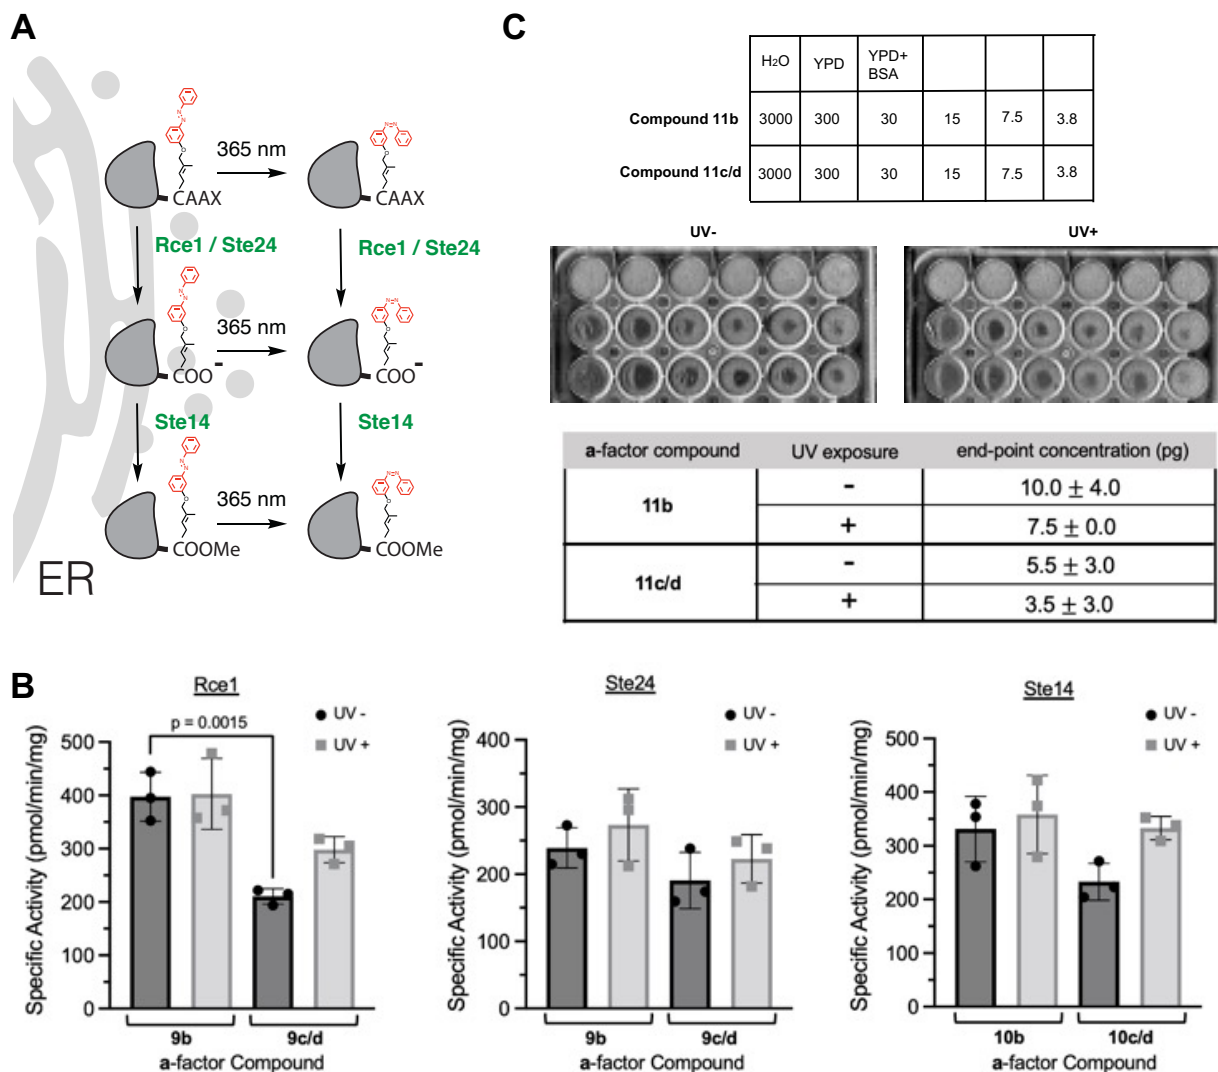 A
365 nm
CAAX
CAAX
Rce1 / Ste24
Rce1 / Ste24
365 nm
COO-
COO-
Ste14
Ste14
365 nm
COOMe
COOMe
ER
C
H2O YPD YPD+
BSA
Compound 11b 3000 300 30 15 7.5 3.8
Compound 11c/d 3000 300 30 15 7.5 3.8
UV- UV+
a-factor compound UV exposure end-point concentration (pg)
11b - 10.0 ± 4.0
+ 7.5 ± 0.0
11c/d - 5.5 ± 3.0
+ 3.5 ± 3.0
B
Rce1
p = 0.0015
UV -
UV +
Specific Activity (pmol/min/mg)
500
400
300
200
100
0
9b 9c/d
a-factor Compound
Ste24
UV -
UV +
Specific Activity (pmol/min/mg)
400
300
200
100
0
9b 9c/d
a-factor Compound
Ste14
UV -
UV +
Specific Activity (pmol/min/mg)
500
400
300
200
100
0
10b 10c/d
a-factor Compound